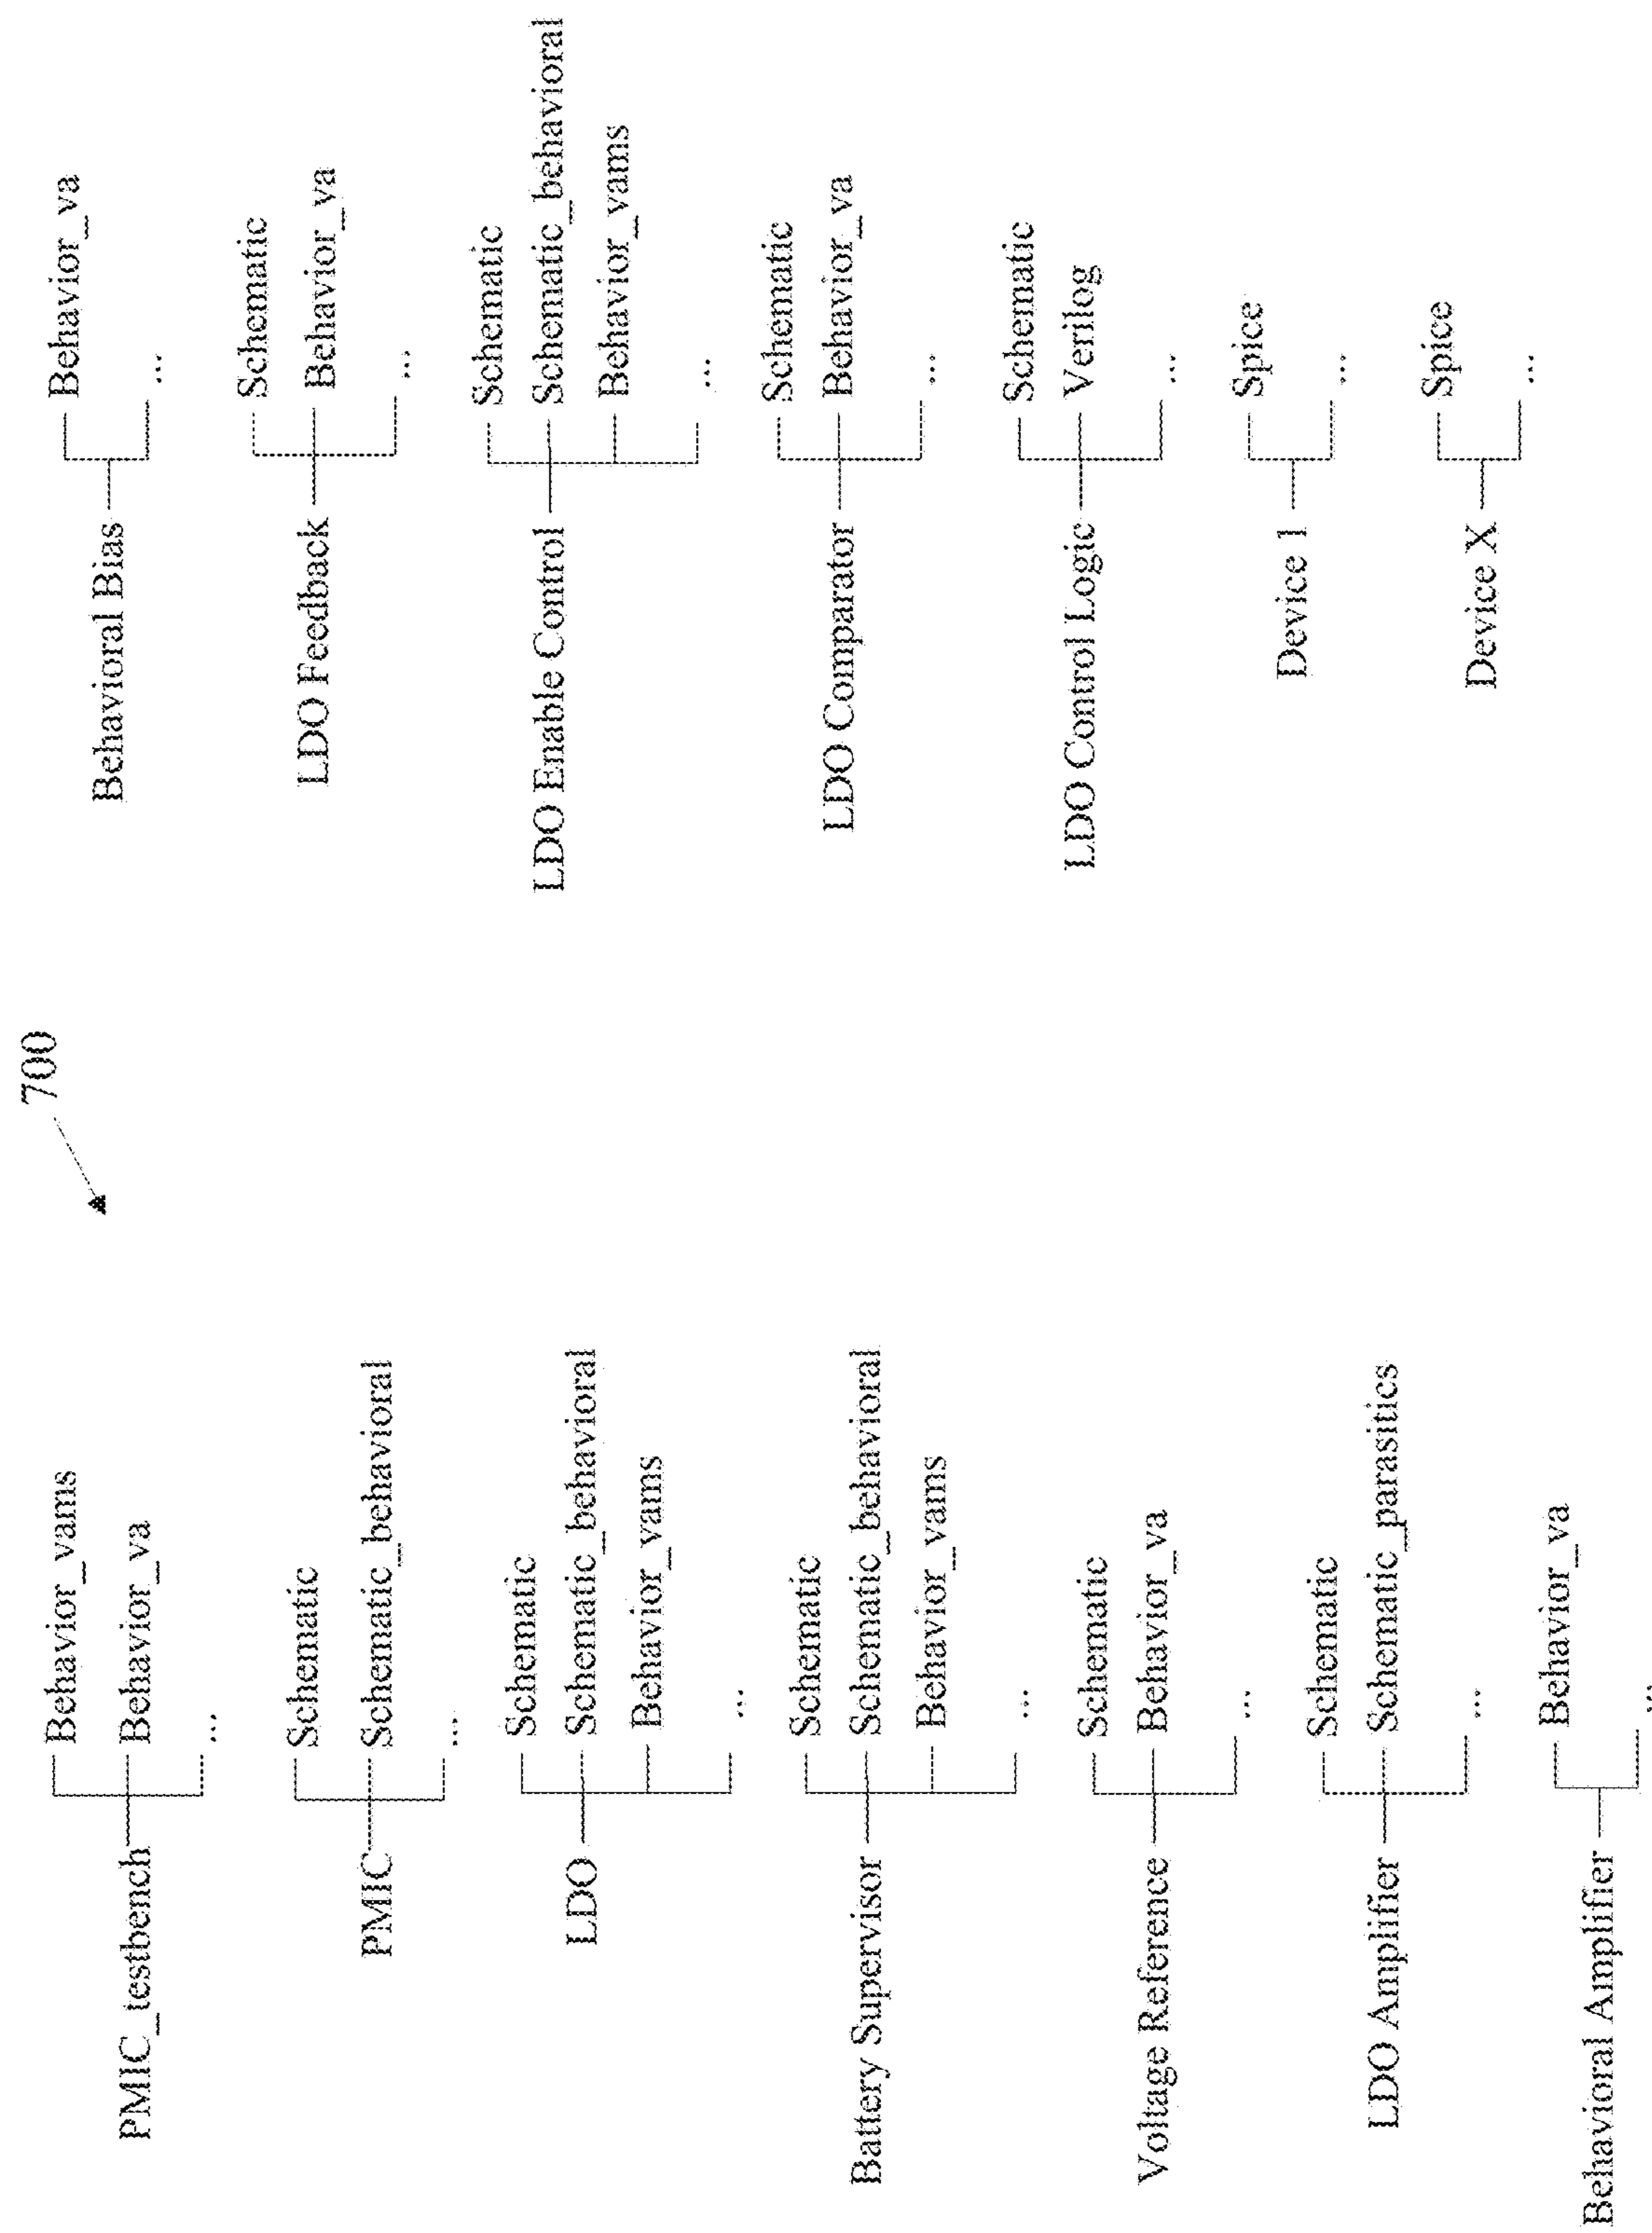 700
PMIC_testbench
Behavior_vams
Behavior_va
...
PMIC
Schematic
Schematic_behavioral
...
LDO
Schematic
Schematic_behavioral
Behavior_vams
...
Battery Supervisor
Schematic
Schematic_behavioral
Behavior_vams
...
Voltage Reference
Schematic
Behavior_va
...
LDO Amplifier
Schematic
Schematic_parasitics
...
Behavioral Amplifier
Behavior_va
...
Behavioral Bias
Behavior_va
...
LDO Feedback
Schematic
Behavior_va
...
LDO Enable Control
Schematic
Schematic_behavioral
Behavior_vams
...
LDO Comparator
Schematic
Behavior_va
...
LDO Control Logic
Schematic
Verilog
...
Device 1
Spice
...
Device X
Spice
...